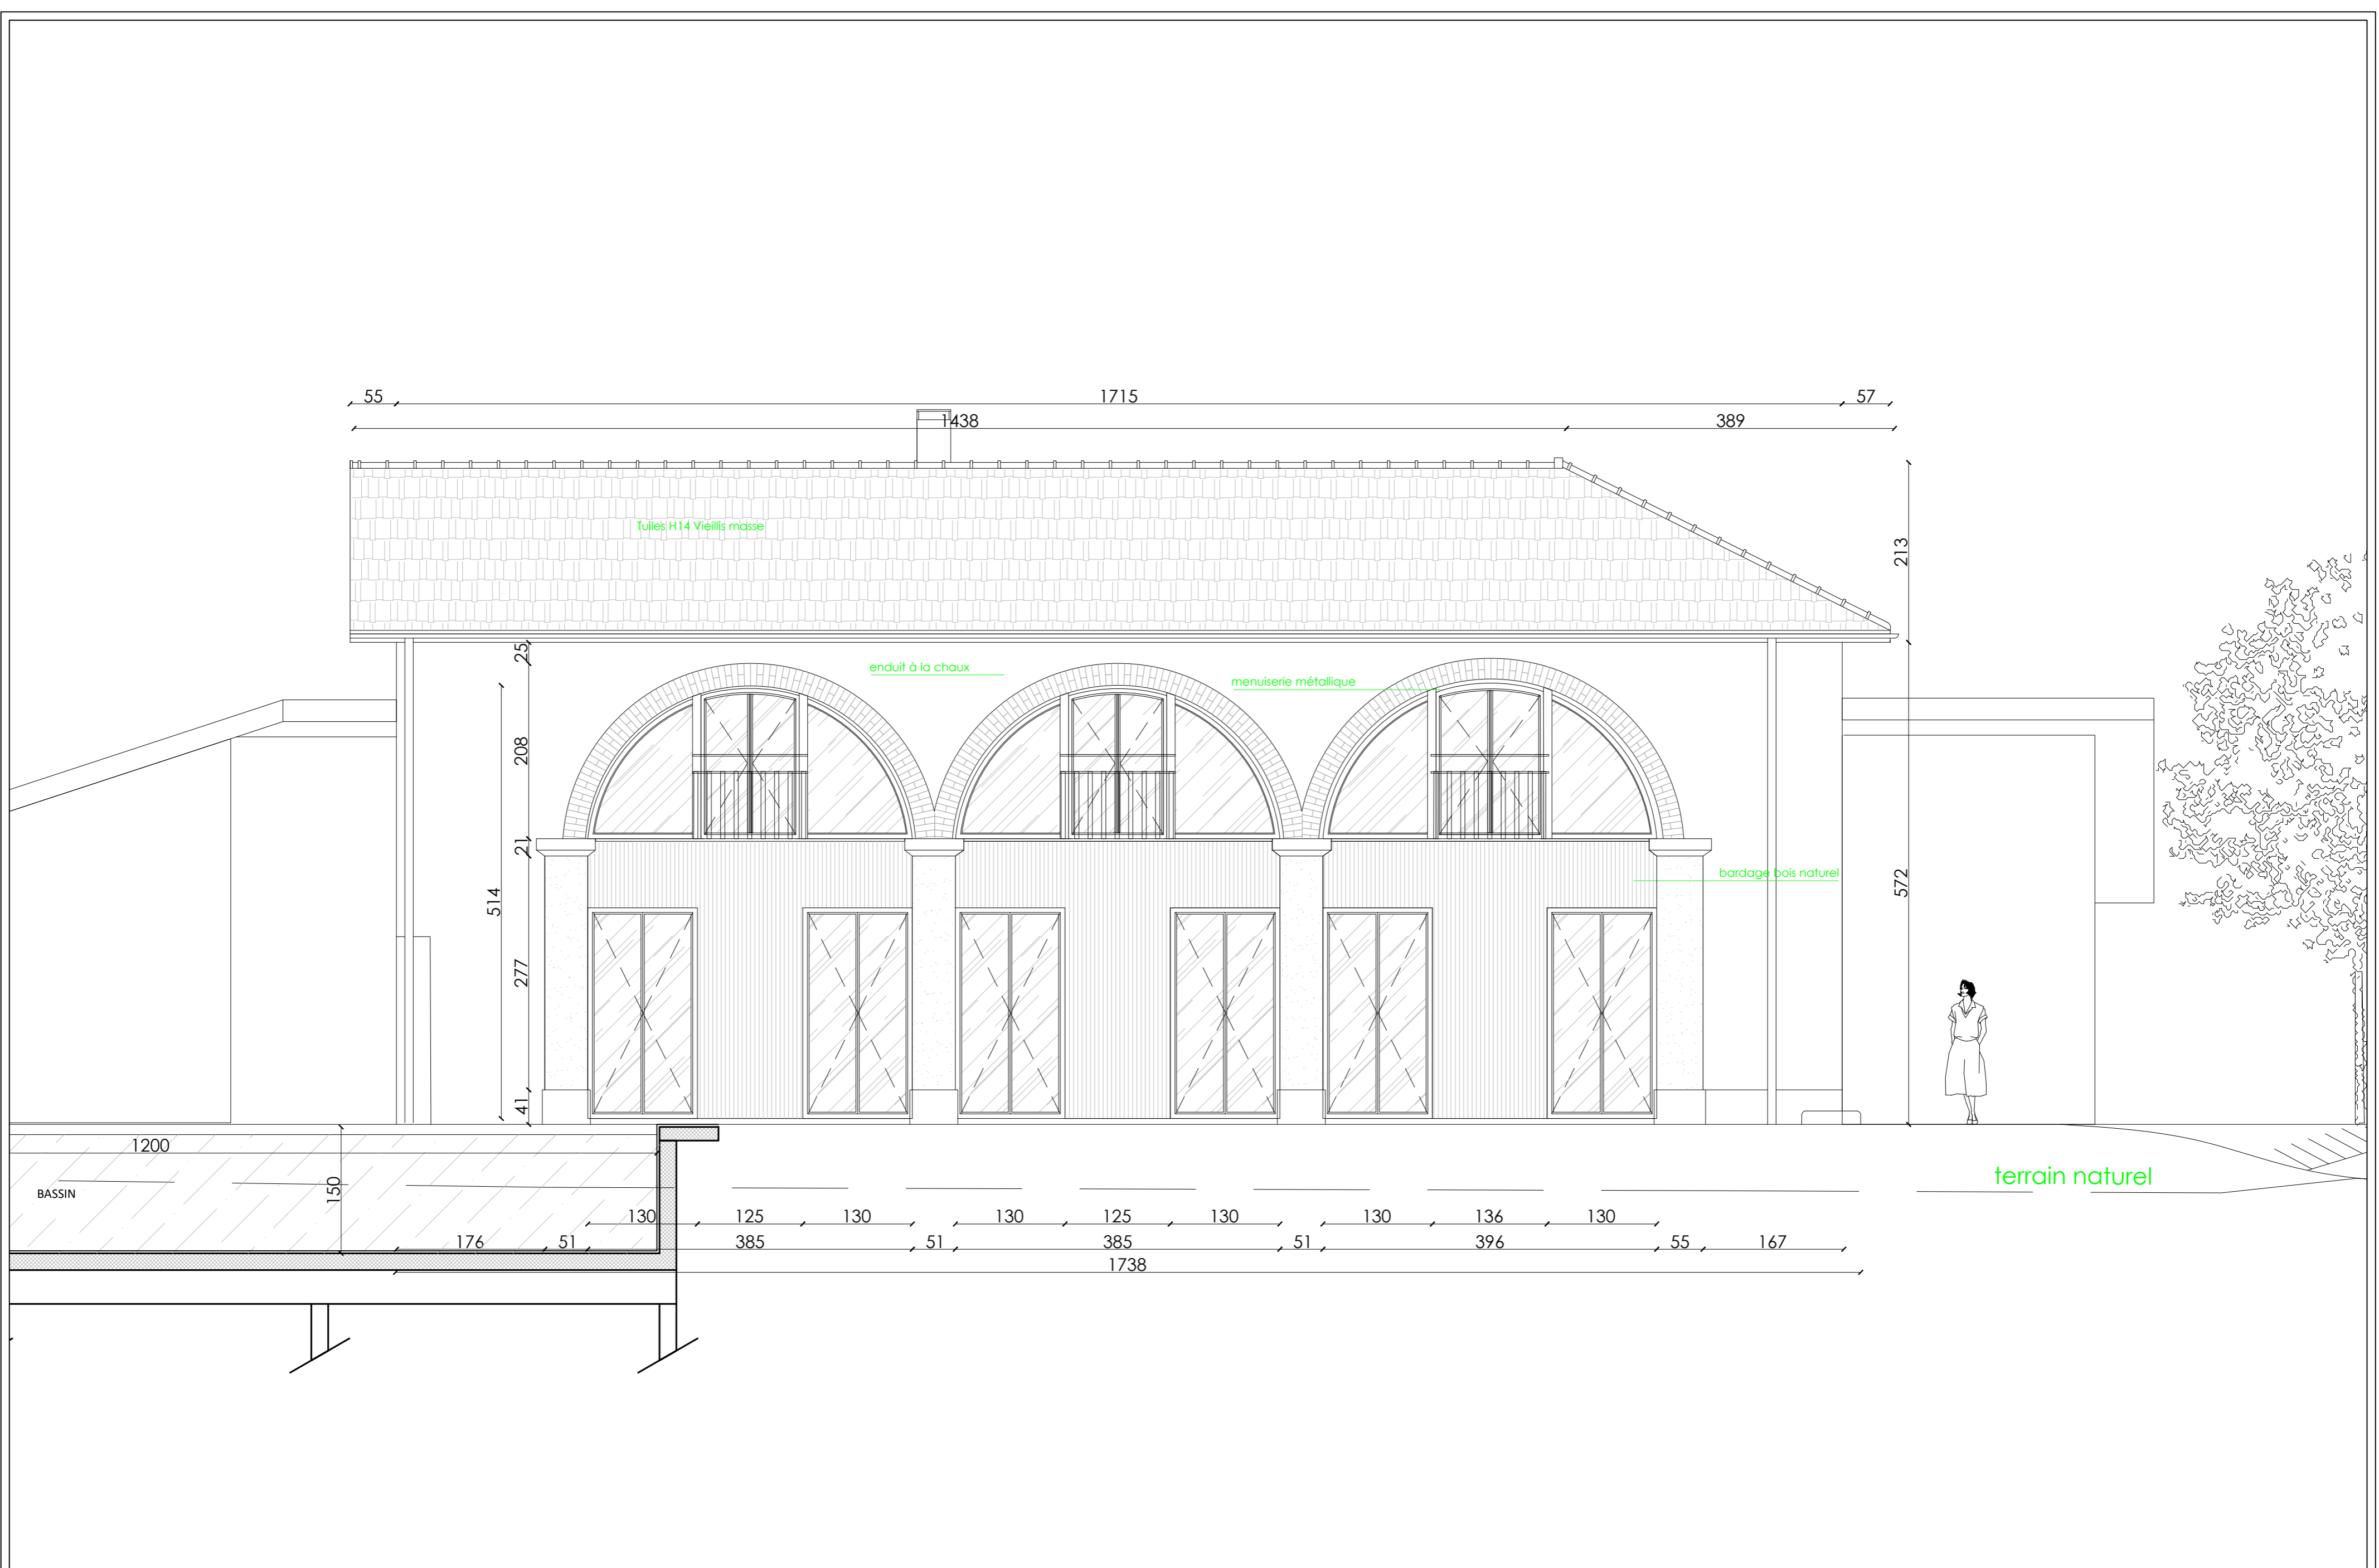 55 1715 57
1438 389
Tuiles H14 Vieillis masse
213
25
enduit à la chaux
menuiserie métallique
208
21
bardage bois naturel
514
572
277
41
1200
150
BASSIN
terrain naturel
130 125 130 130 125 130 130 136 130
176 51 385 51 385 51 396 55 167
1738